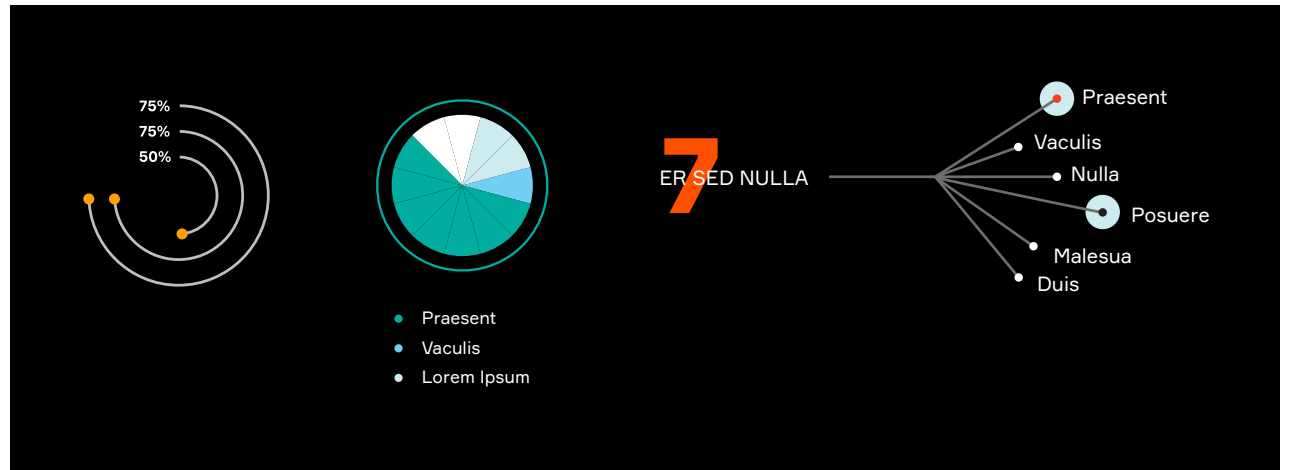 75%
75%
50%
Praesent
Vaculis
Lorem Ipsum
7
ER SED NULLA
Praesent
Vaculis
Nulla
Posuere
Malesua
Duis